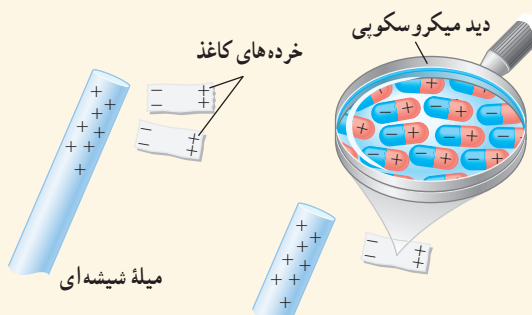 دید میکروسکوپی
خرده‌های کاغذ
میلهٔ شیشه‌ای